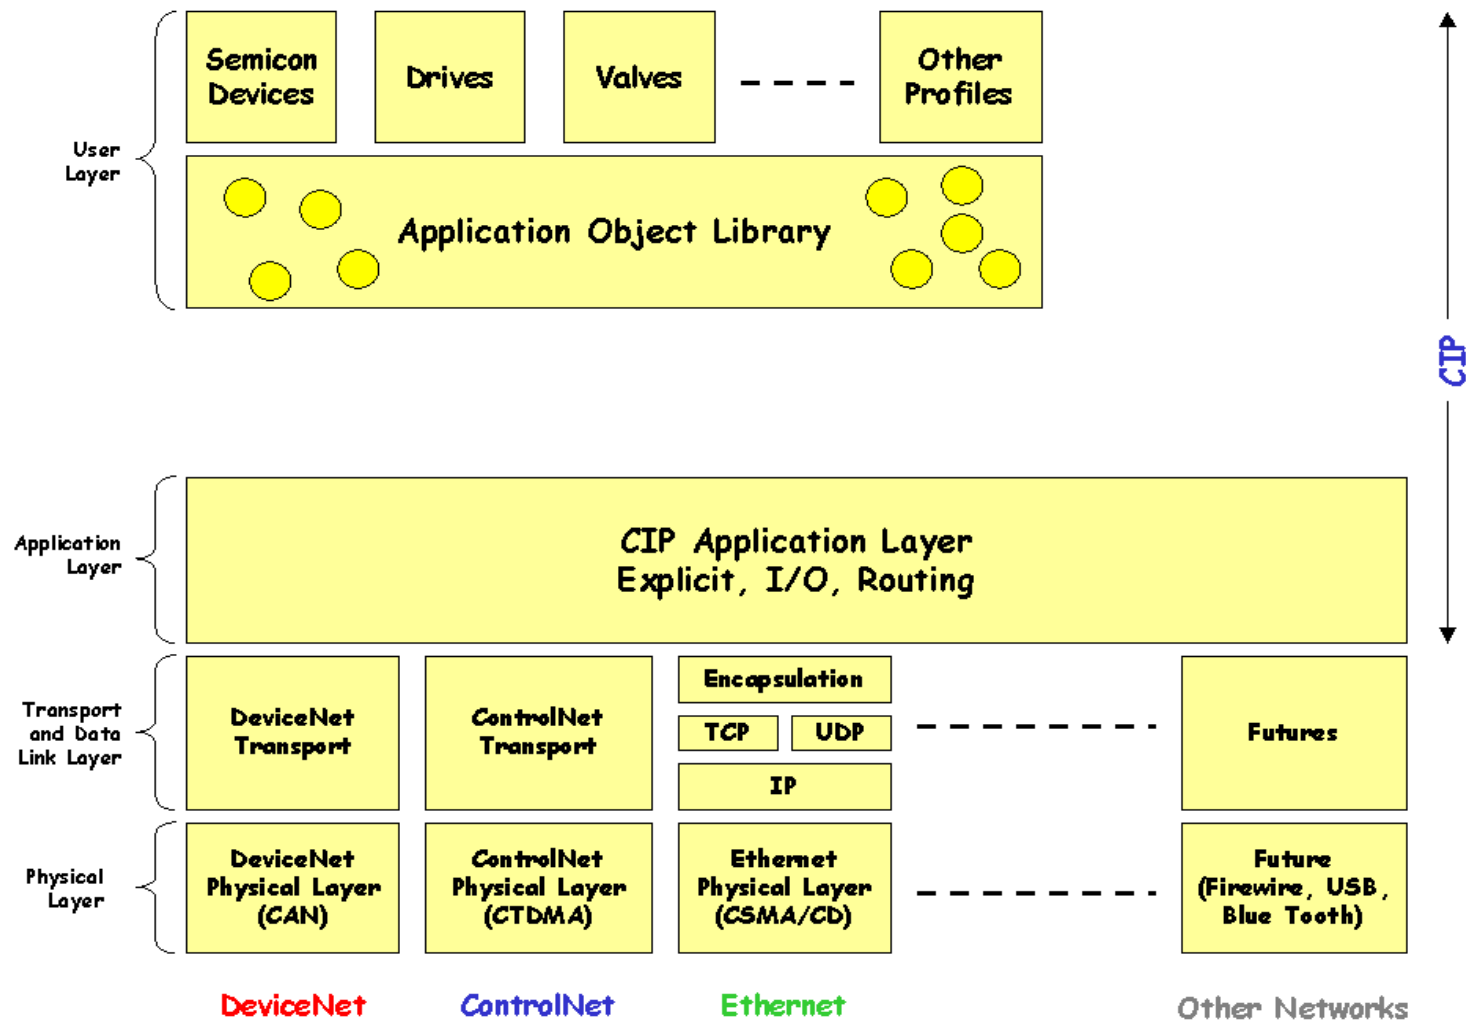 Semicon
Devices
Drives
Valves
Other
Profiles
User
Layer
Application Object Library
CIP
Application
Layer
CIP Application Layer
Explicit, I/O, Routing
Transport
and Data
Link Layer
DeviceNet
Transport
ControlNet
Transport
Encapsulation
TCP
UDP
IP
Futures
Physical
Layer
DeviceNet
Physical Layer
(CAN)
ControlNet
Physical Layer
(CTDMA)
Ethernet
Physical Layer
(CSMA/CD)
Future
(Firewire, USB,
Blue Tooth)
DeviceNet
ControlNet
Ethernet
Other Networks